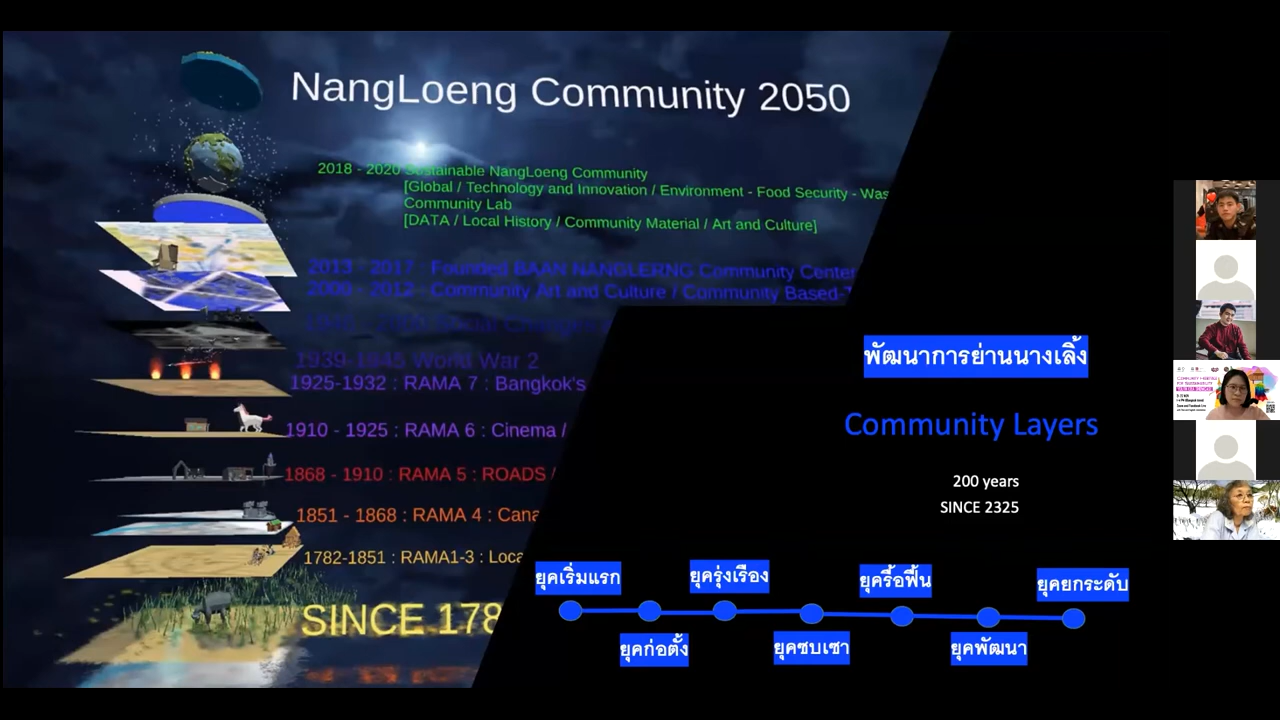 NangLoeng Community 2050
2018 - 2020 Sustainable NangLoeng Community
[Global / Technology and Innovation / Environment - Food Security - Was
Community Lab
[DATA / Local History / Community Material / Art and Culture]
2013 - 2017 : Founded BAAN NANGLERNG Community Center
2000 - 2012 : Community Art and Culture / Community Based-T
1939-1945 World War 2
1925-1932 : RAMA 7 : Bangkok's
1910 - 1925 : RAMA 6 : Cinema /
1868 - 1910 : RAMA 5 : ROADS /
1851 - 1868 : RAMA 4 : Cana
1782-1851 : RAMA1-3 : Loca
SINCE 178
พัฒนาการย่านนางเลิ้ง
Community Layers
200 years
SINCE 2325
ยุคเริ่มแรก
ยุคก่อตั้ง
ยุครุ่งเรือง
ยุคซบเซา
ยุครื้อฟื้น
ยุคพัฒนา
ยุคยกระดับ